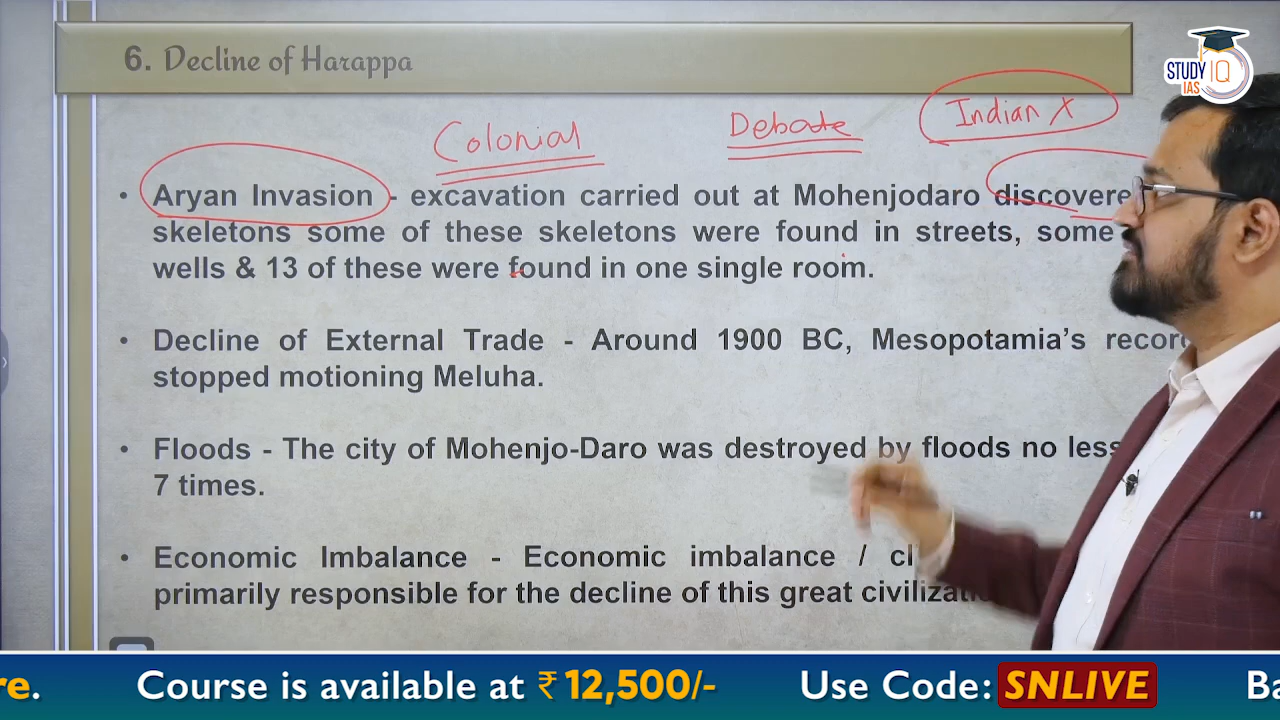 6. Decline of Harappa
STUDY IQ
IAS
Colonial Debate Indian X
• Aryan Invasion - excavation carried out at Mohenjodaro discovere
skeletons some of these skeletons were found in streets, some
wells & 13 of these were found in one single room.
• Decline of External Trade - Around 1900 BC, Mesopotamia’s recor
stopped motioning Meluha.
• Floods - The city of Mohenjo-Daro was destroyed by floods no less
7 times.
• Economic Imbalance - Economic imbalance / cl
primarily responsible for the decline of this great civilizati
re. Course is available at ₹ 12,500/- Use Code: SNLIVE Ba